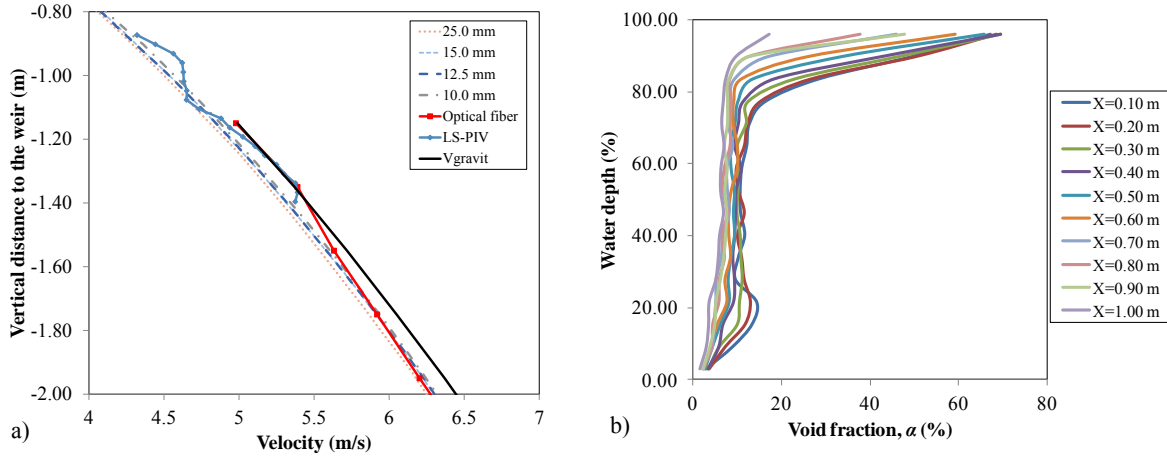 -0.80
-1.00
-1.20
-1.40
-1.60
-1.80
-2.00
Vertical distance to the weir (m)
4
4.5
5
5.5
6
6.5
7
Velocity (m/s)
25.0 mm
15.0 mm
12.5 mm
10.0 mm
Optical fiber
LS-PIV
Vgravit
a)
100.00
80.00
60.00
40.00
20.00
0.00
Water depth (%)
0
20
40
60
80
Void fraction, α (%)
X=0.10 m
X=0.20 m
X=0.30 m
X=0.40 m
X=0.50 m
X=0.60 m
X=0.70 m
X=0.80 m
X=0.90 m
X=1.00 m
b)